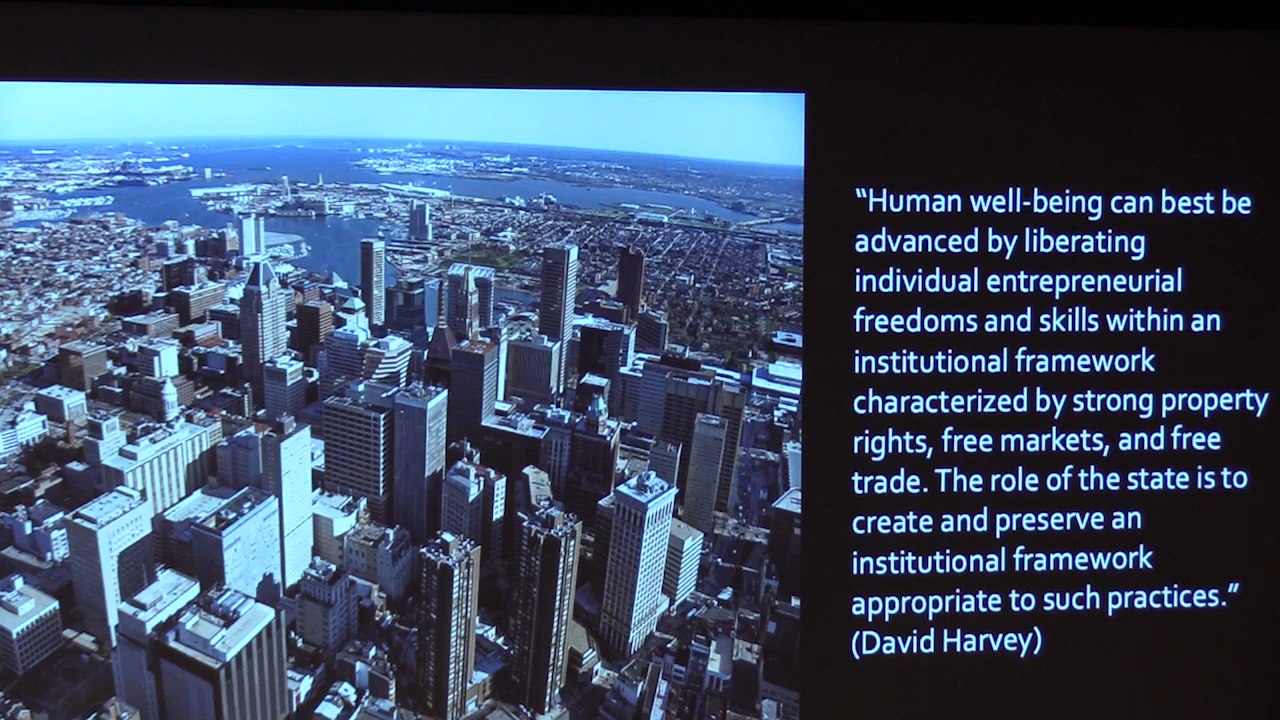 “Human well-being can best be
advanced by liberating
individual entrepreneurial
freedoms and skills within an
institutional framework
characterized by strong property
rights, free markets, and free
trade. The role of the state is to
create and preserve an
institutional framework
appropriate to such practices.”
(David Harvey)